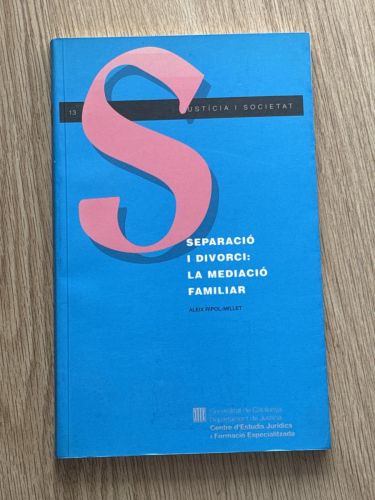 13
JUSTÍCIA I SOCIETAT
S
SEPARACIÓ
I DIVORCI:
LA MEDIACIÓ
FAMILIAR
ÀLEIX RIPOL-MILLET
Generalitat de Catalunya
Departament de Justícia
Centre d'Estudis Jurídics
i Formació Especialitzada